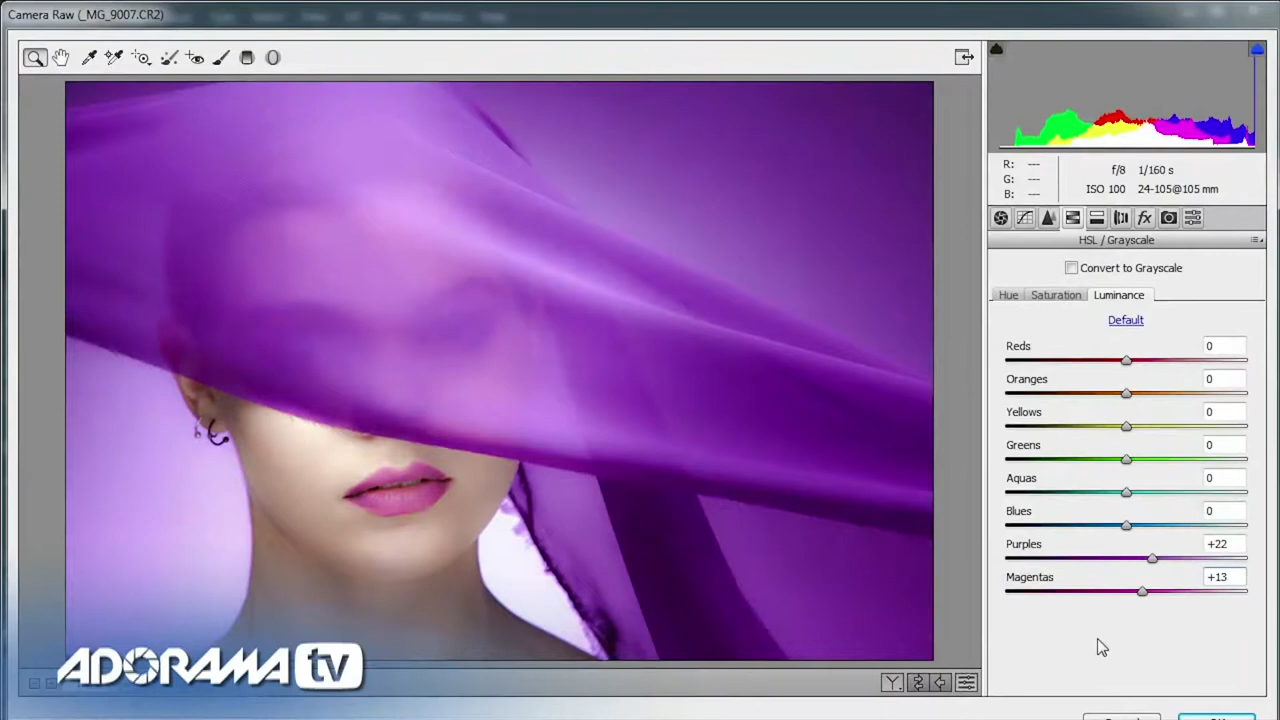 Camera Raw (_MG_9007.CR2)
R: ---
G: ---
B: ---
f/8 1/160 s
ISO 100 24-105@105 mm
fx
HSL / Grayscale
Convert to Grayscale
Hue Saturation Luminance
Default
Reds 0
Oranges 0
Yellows 0
Greens 0
Aquas 0
Blues 0
Purples +22
Magentas +13
ADORAMA tv
Y